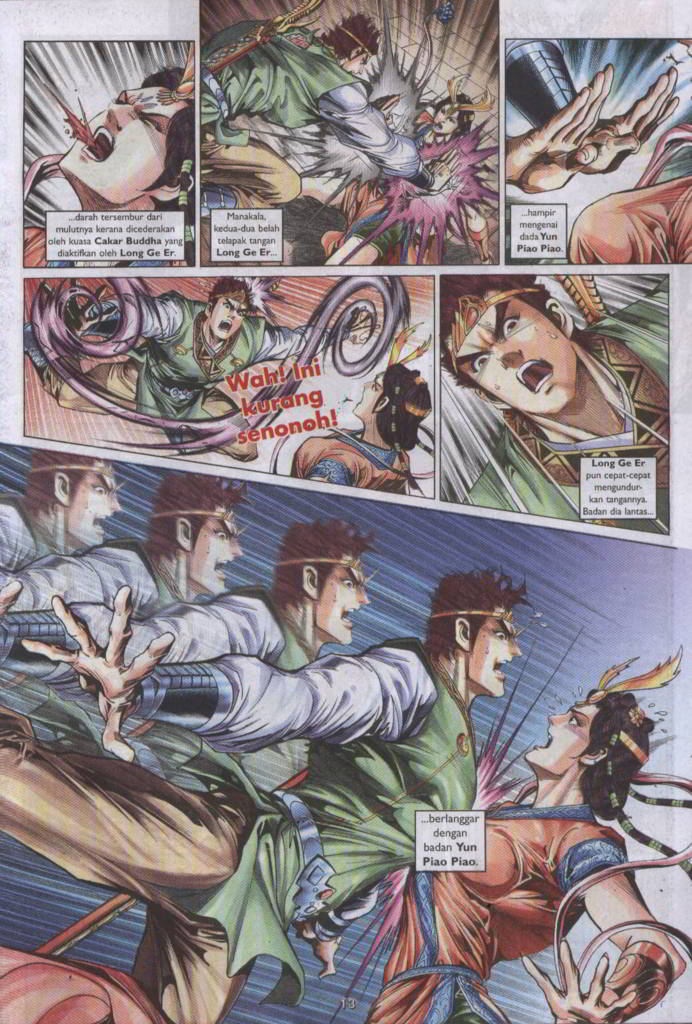 ...darah tersembur dari
mulutnya kerana dicederakan
oleh kuasa Cakar Buddha yang
diaktifkan oleh Long Ge Er.
Manakala,
kedua-dua belah
telapak tangan
Long Ge Er...
...hampir
mengenai
dada Yun
Piao Piao.
Wah! Ini
kurang
senonoh!
Long Ge Er
pun cepat-cepat
mengundur-
kan tangannya.
Badan dia lantas...
...berlanggar
dengan
badan Yun
Piao Piao.
13